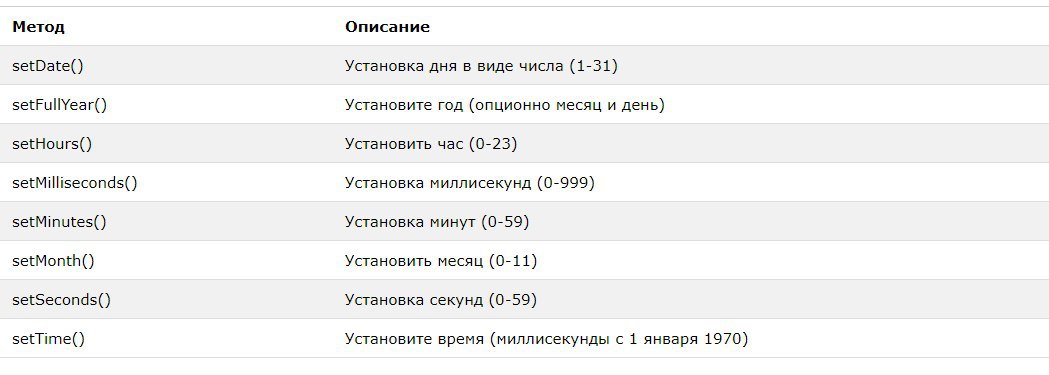 Метод Описание
setDate() Установка дня в виде числа (1-31)
setFullYear() Установите год (опционно месяц и день)
setHours() Установить час (0-23)
setMilliseconds() Установка миллисекунд (0-999)
setMinutes() Установка минут (0-59)
setMonth() Установить месяц (0-11)
setSeconds() Установка секунд (0-59)
setTime() Установите время (миллисекунды с 1 января 1970)